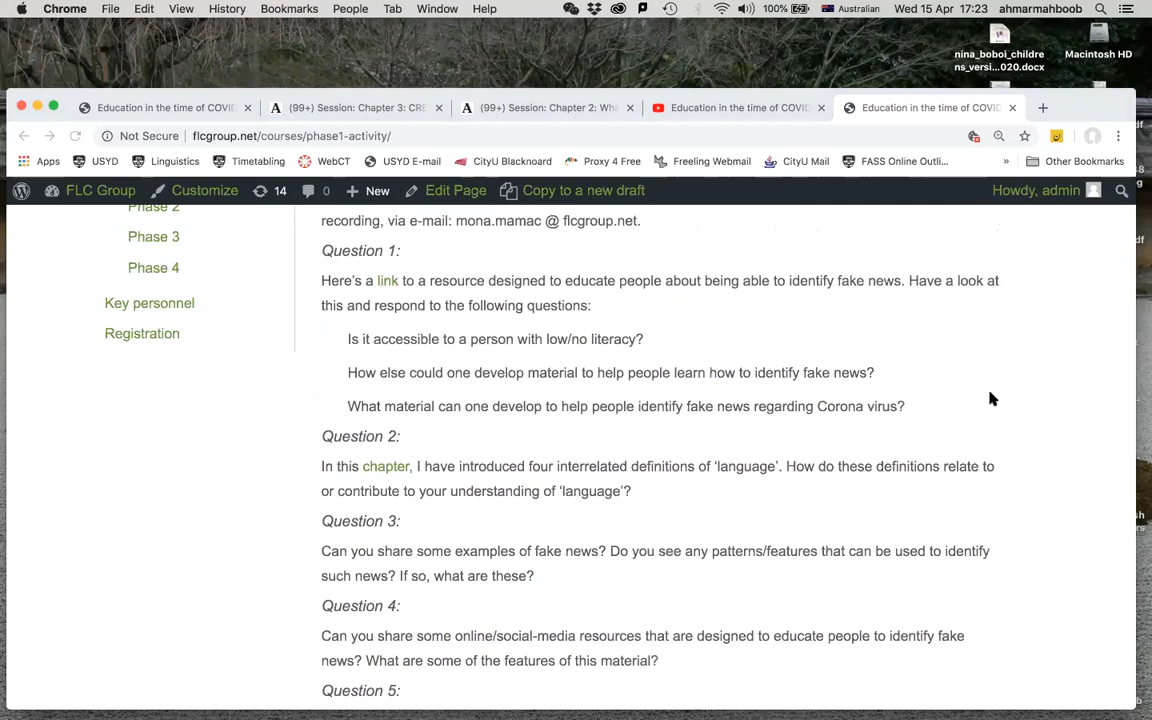 Chrome File Edit View History Bookmarks People Tab Window Help 100% Australian Wed 15 Apr 17:23 ahmarmahboob
nina_boboi_childre
ns_versi...020.docx
Macintosh HD
Education in the time of COVID
(99+) Session: Chapter 3: CRE
(99+) Session: Chapter 2: Wha
Education in the time of COVID
Education in the time of COVID
Not Secure | flcgroup.net/courses/phase1-activity/
Apps USYD Linguistics Timetabling WebCT USYD E-mail CityU Blackboard Proxy 4 Free Freeling Webmail CityU Mail FASS Online Outli... » Other Bookmarks
FLC Group Customize 14 0 New Edit Page Copy to a new draft Howdy, admin
Phase 2
Phase 3
Phase 4
Key personnel
Registration
recording, via e-mail: mona.mamac @ flcgroup.net.
Question 1:
Here's a link to a resource designed to educate people about being able to identify fake news. Have a look at
this and respond to the following questions:
Is it accessible to a person with low/no literacy?
How else could one develop material to help people learn how to identify fake news?
What material can one develop to help people identify fake news regarding Corona virus?
Question 2:
In this chapter, I have introduced four interrelated definitions of 'language'. How do these definitions relate to
or contribute to your understanding of 'language'?
Question 3:
Can you share some examples of fake news? Do you see any patterns/features that can be used to identify
such news? If so, what are these?
Question 4:
Can you share some online/social-media resources that are designed to educate people to identify fake
news? What are some of the features of this material?
Question 5: